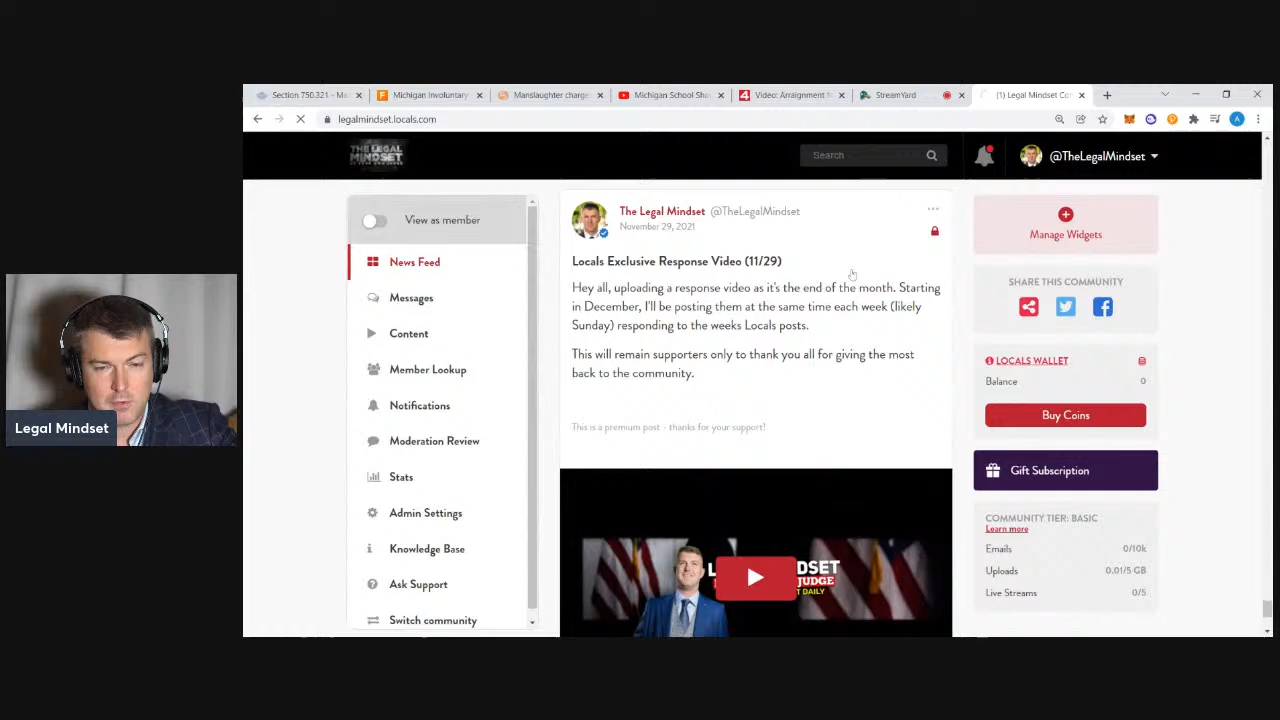 Section 750.321 - Ma
Michigan Involuntary
Manslaughter charge
Michigan School Sho
Video: Arraignment f
StreamYard
(1) Legal Mindset Co
legalmindset.locals.com
THE LEGAL
MINDSET
Search
@TheLegalMindset
View as member
News Feed
Messages
Content
Member Lookup
Notifications
Moderation Review
Stats
Admin Settings
Knowledge Base
Ask Support
Switch community
The Legal Mindset @TheLegalMindset
November 29, 2021
Locals Exclusive Response Video (11/29)
Hey all, uploading a response video as it's the end of the month. Starting
in December, I'll be posting them at the same time each week (likely
Sunday) responding to the weeks Locals posts.
This will remain supporters only to thank you all for giving the most
back to the community.
This is a premium post - thanks for your support!
Manage Widgets
SHARE THIS COMMUNITY
LOCALS WALLET
Balance 0
Buy Coins
Gift Subscription
COMMUNITY TIER: BASIC
Learn more
Emails 0/10k
Uploads 0.01/5 GB
Live Streams 0/5
Legal Mindset